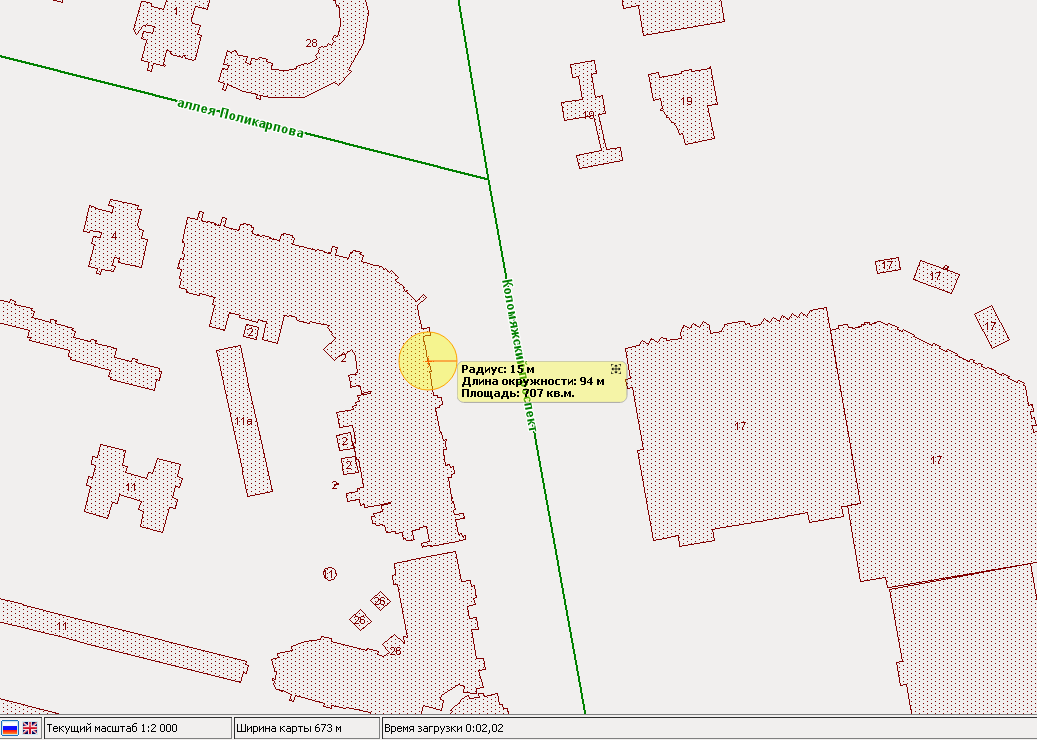 1
28
аллея Поликарпова
19
19
4
17
17
17
2
2
Коломяжский проспект
Радиус: 15 м
Длина окружности: 94 м
Площадь: 707 кв.м.
11а
17
2
17
2
11
2
11
26
26
11
26
Текущий масштаб 1:2 000
Ширина карты 673 м
Время загрузки 0:02,02